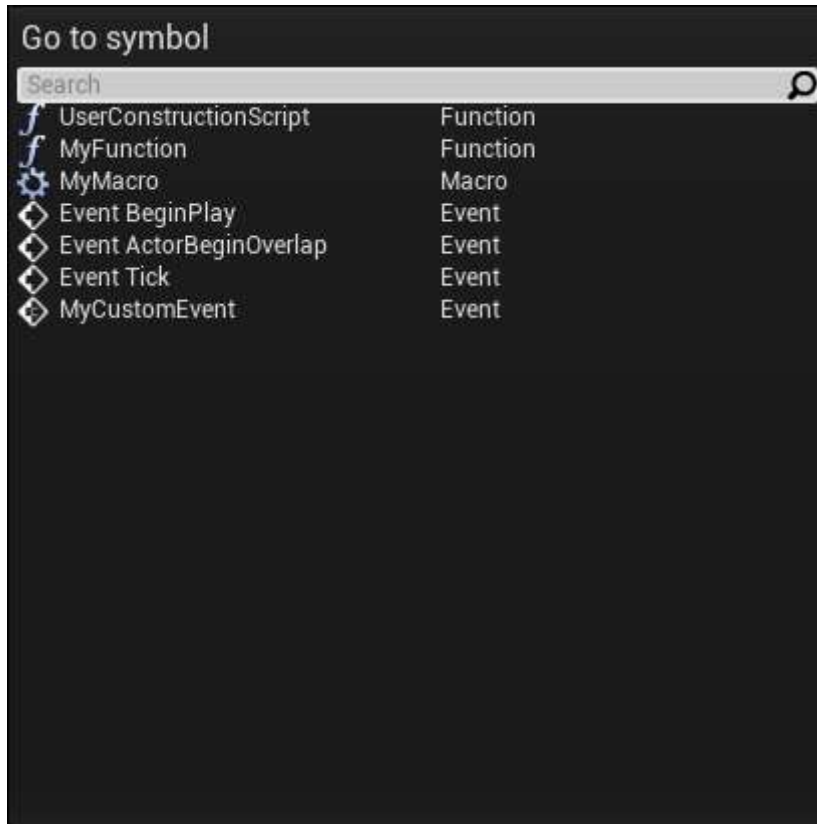 Go to symbol
Search
UserConstructionScript Function
MyFunction Function
MyMacro Macro
Event BeginPlay Event
Event ActorBeginOverlap Event
Event Tick Event
MyCustomEvent Event